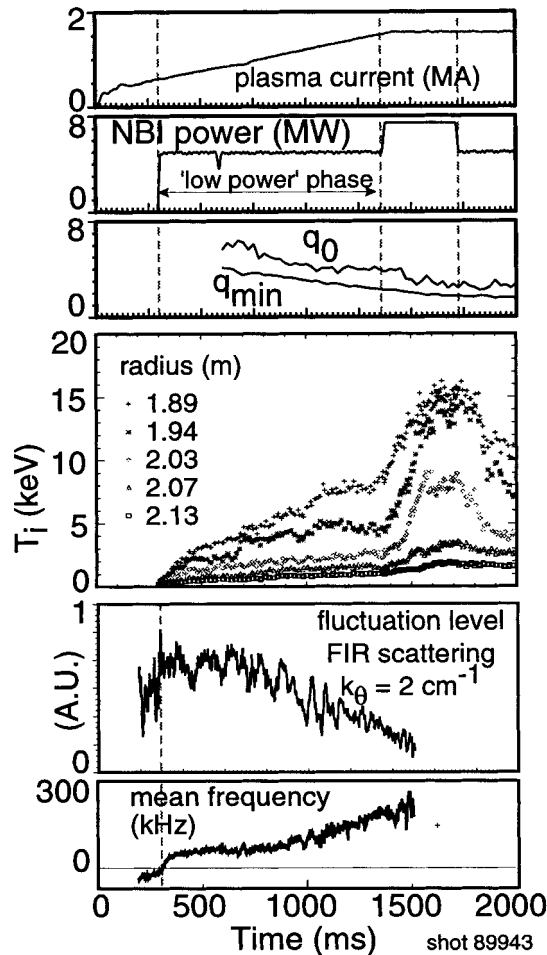 2
plasma current (MA)
0
8
NBI power (MW)
'low power' phase
0
8
q0
qmin
0
20
radius (m)
1.89
15
1.94
2.03
10
2.07
2.13
Ti (keV)
5
0
1
fluctuation level
FIR scattering
kθ = 2 cm-1
(A.U.)
0
300
mean frequency
(kHz)
0
0 500 1000 1500 2000
Time (ms)
shot 89943